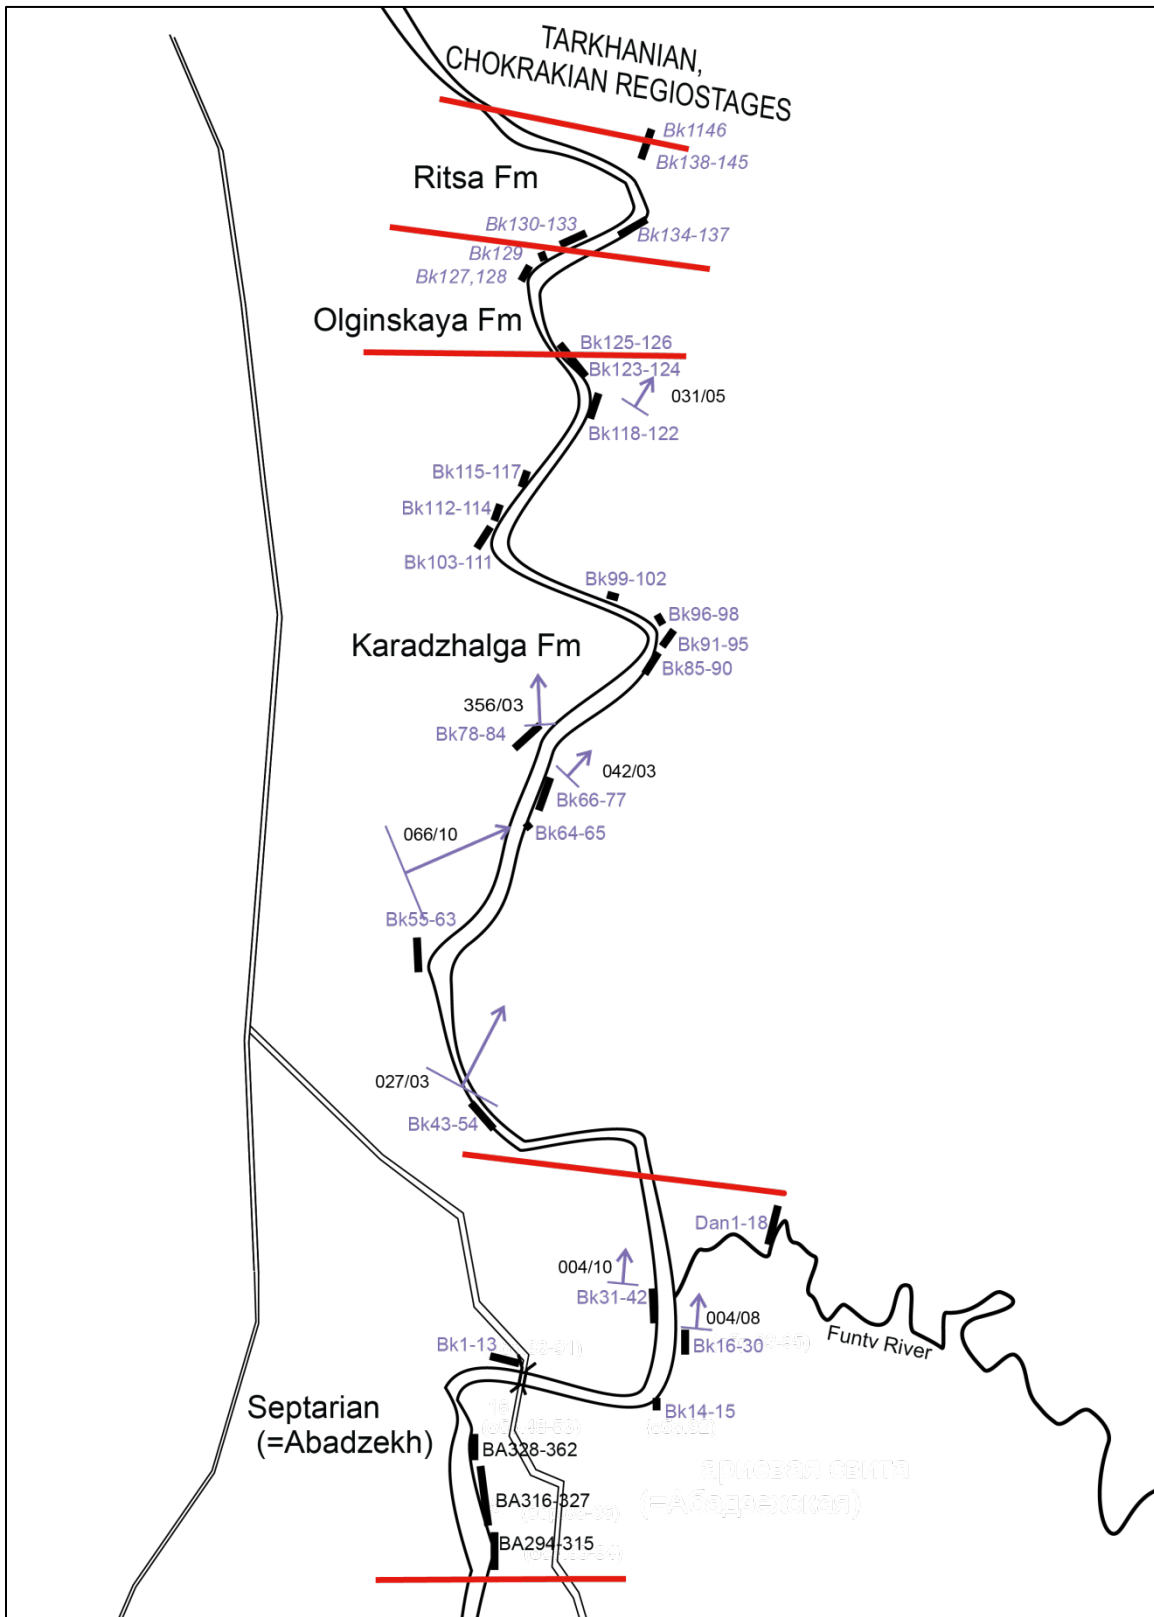 TARKHANIAN,
CHOKRAKIAN REGIOSTAGES
Bk1146
Bk138-145
Ritsa Fm
Bk130-133
Bk134-137
Bk129
Bk127,128
Olginskaya Fm
Bk125-126
Bk123-124
031/05
Bk118-122
Bk115-117
Bk112-114
Bk103-111
Bk99-102
Bk96-98
Bk91-95
Bk85-90
Karadzhalga Fm
356/03
Bk78-84
042/03
Bk66-77
Bk64-65
066/10
Bk55-63
027/03
Bk43-54
Dan1-18
004/10
Bk31-42
004/08
Bk16-30
Funtv River
Bk1-13
Bk14-15
Septarian
(=Abadzekh)
BA328-362
BA316-327
BA294-315
ариевая свита
(=Абадзехская)